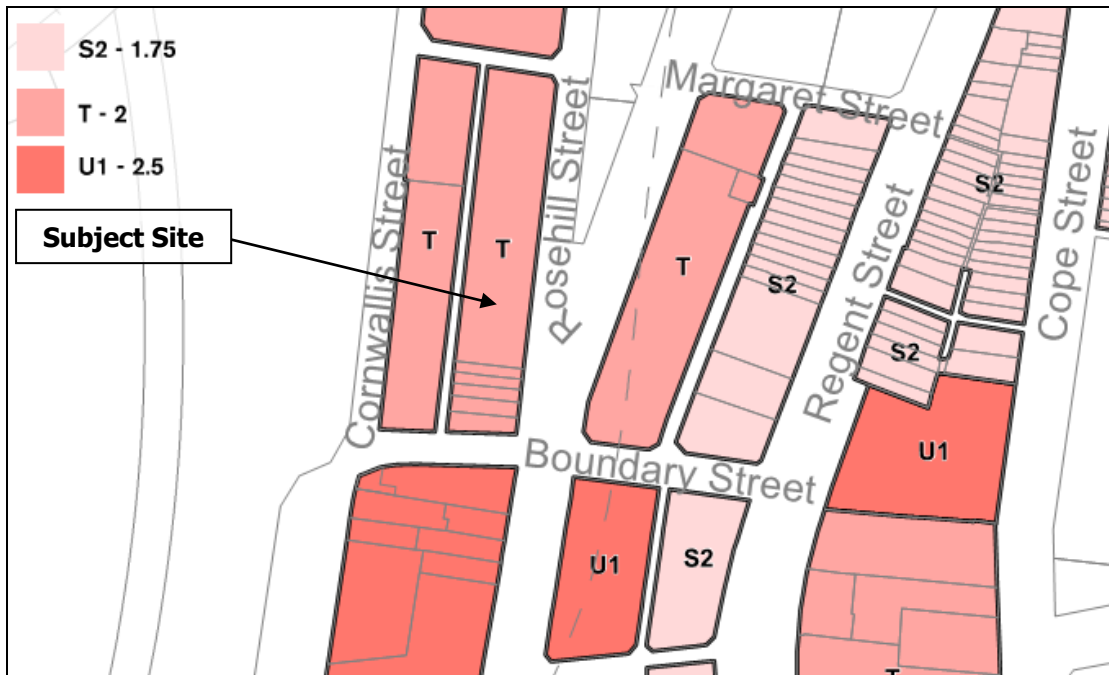 S2 - 1.75
T - 2
U1 - 2.5
Subject Site
Cornwallis Street
Rosehill Street
Margaret Street
Regent Street
Cope Street
Boundary Street
T
T
T
S2
S2
S2
U1
U1
S2
T